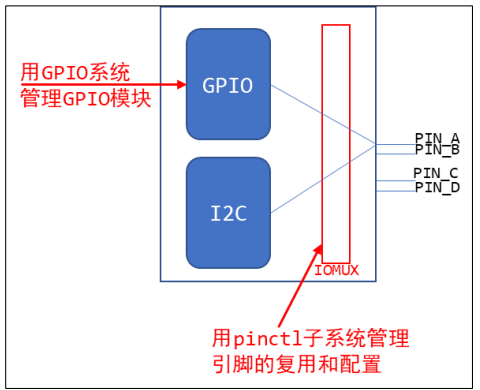 用GPIO系统
管理GPIO模块
GPIO
I2C
PIN_A
PIN_B
PIN_C
PIN_D
IOMUX
用pinctl子系统管理
引脚的复用和配置